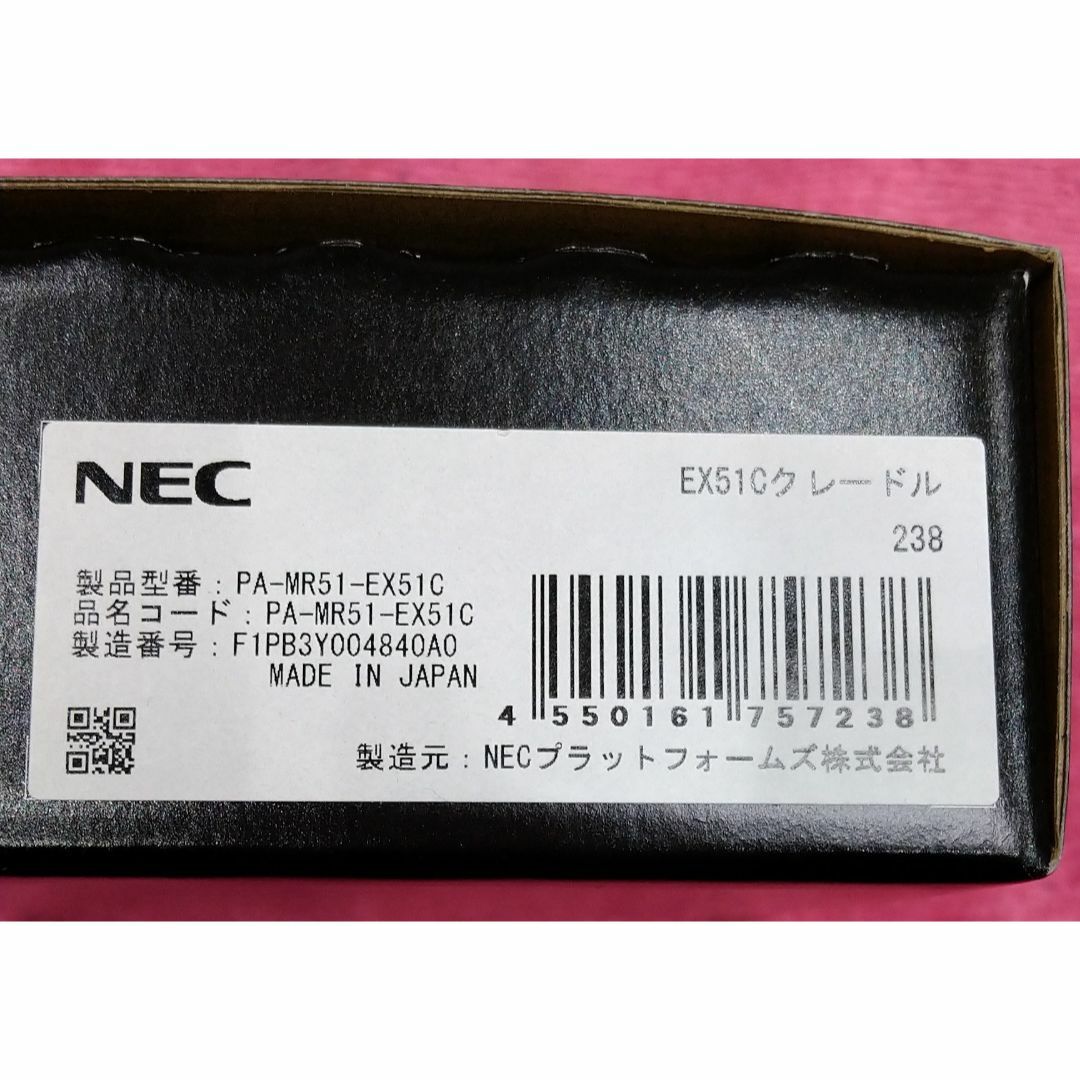 NEC
EX51Cクレードル
238
製品型番：PA-MR51-EX51C
品名コード：PA-MR51-EX51C
製造番号：F1PB3Y004840A0
MADE IN JAPAN
4 550161 757238
製造元：NECプラットフォームズ株式会社